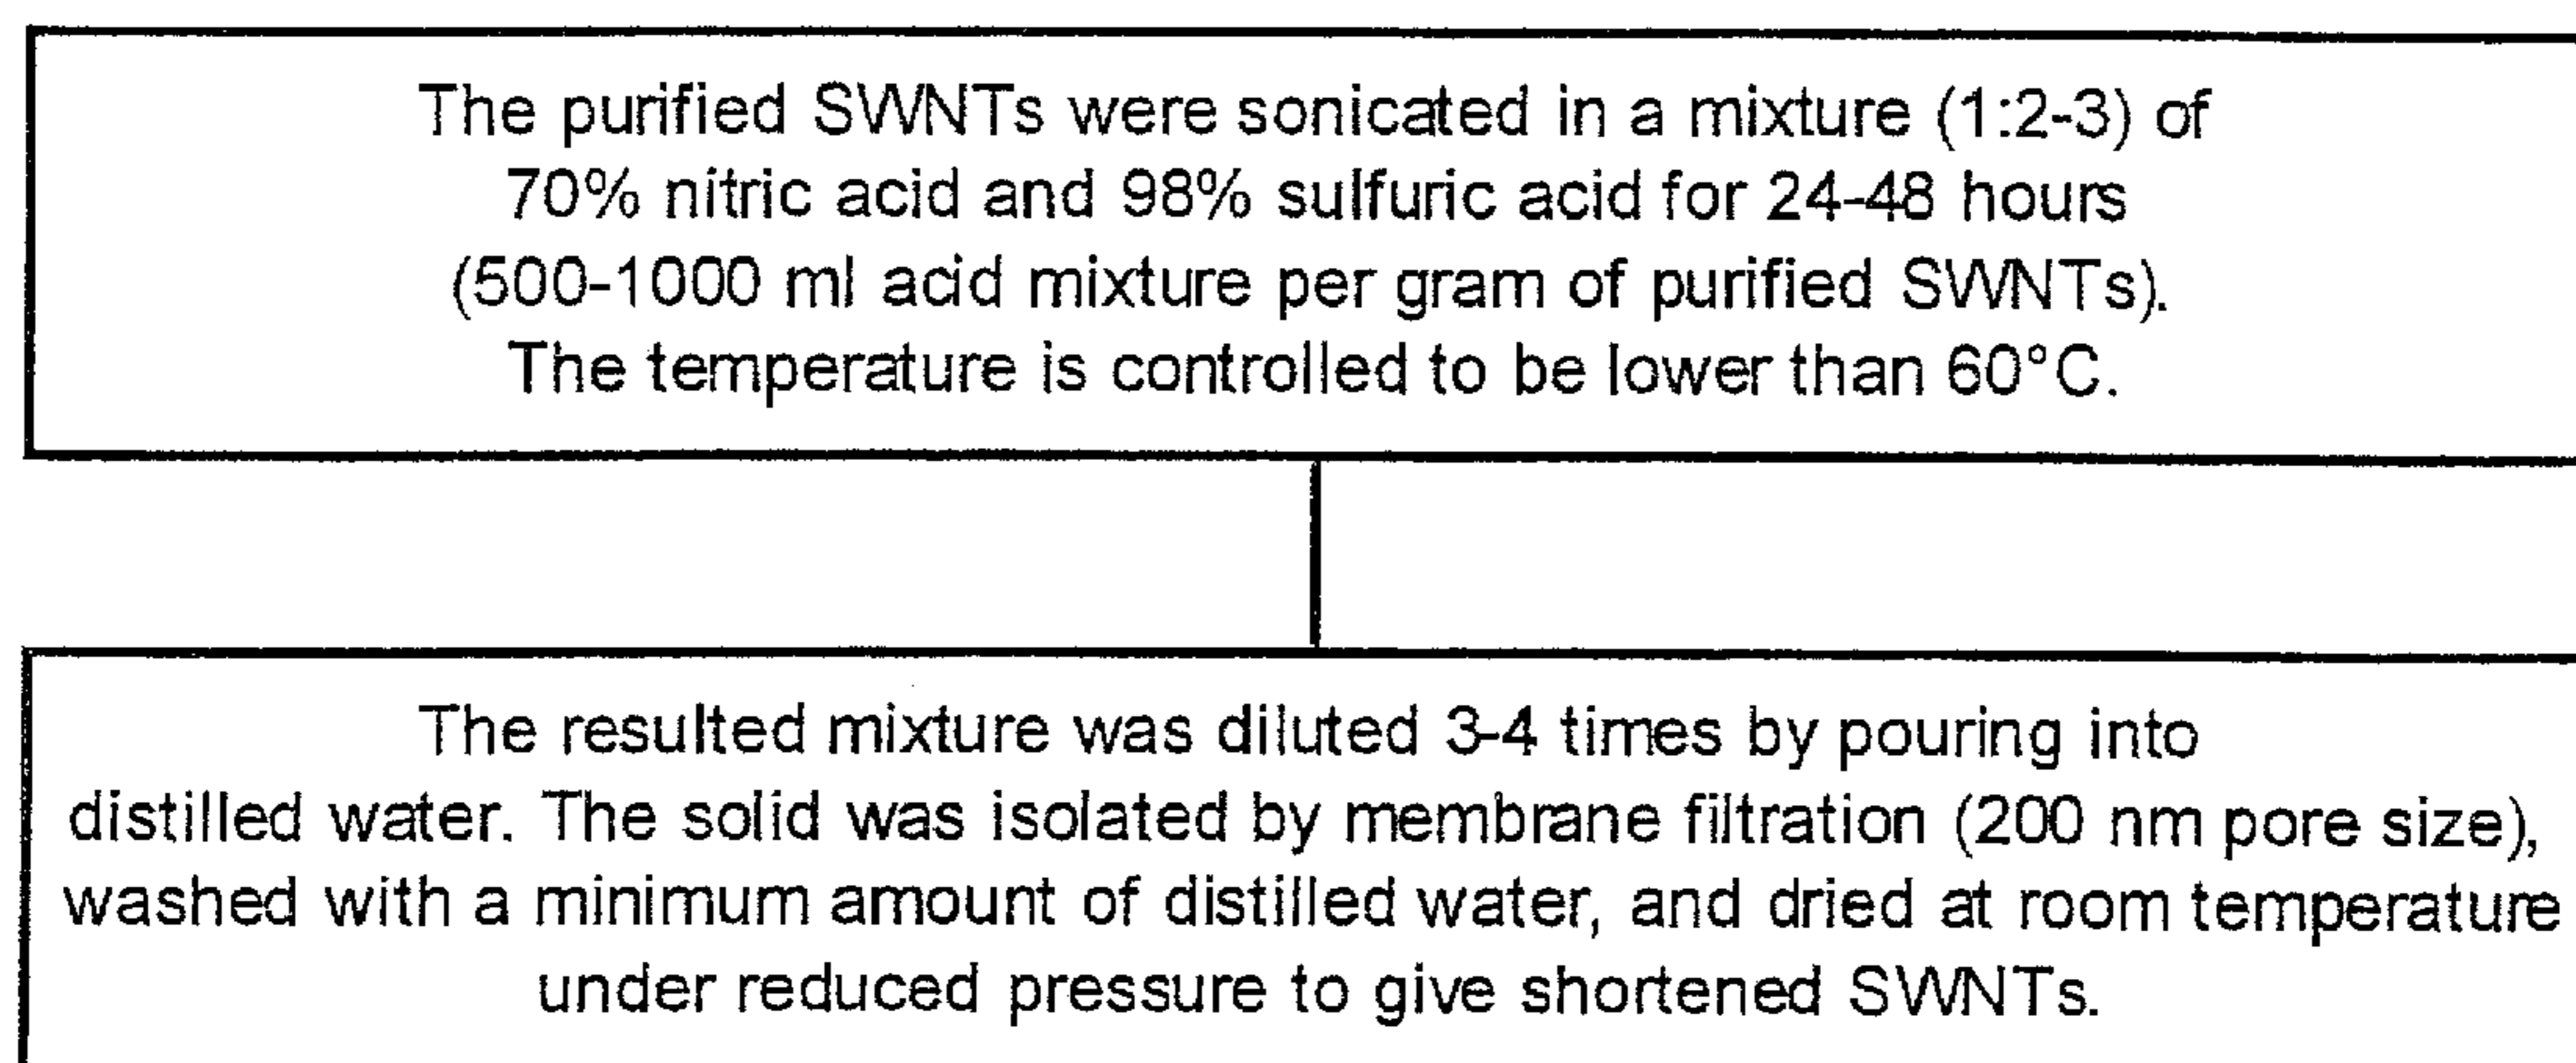 The purified SWNTs were sonicated in a mixture (1:2-3) of
70% nitric acid and 98% sulfuric acid for 24-48 hours
(500-1000 ml acid mixture per gram of purified SWNTs).
The temperature is controlled to be lower than 60°C.
The resulted mixture was diluted 3-4 times by pouring into
distilled water. The solid was isolated by membrane filtration (200 nm pore size),
washed with a minimum amount of distilled water, and dried at room temperature
under reduced pressure to give shortened SWNTs.